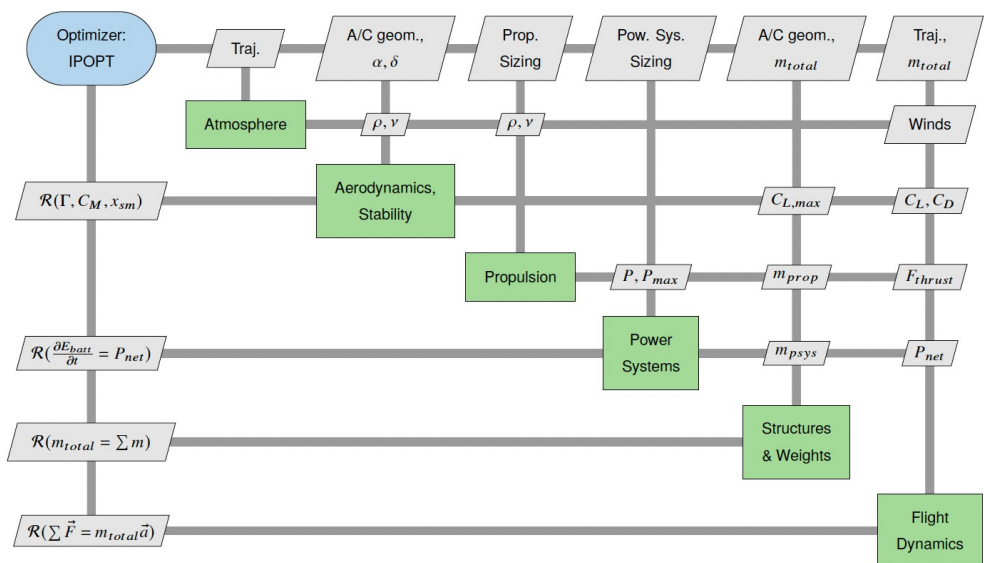 Optimizer:
IPOPT
Traj.
A/C geom.,
α, δ
Prop.
Sizing
Pow. Sys.
Sizing
A/C geom.,
m_total
Traj.,
m_total
Atmosphere
ρ, ν
ρ, ν
Winds
R(Γ, C_M, x_sm)
Aerodynamics,
Stability
C_L,max
C_L, C_D
Propulsion
P, P_max
m_prop
F_thrust
R(∂E_batt/∂t = P_net)
Power
Systems
m_psys
P_net
R(m_total = ∑ m)
Structures
& Weights
R(∑ F⃗ = m_total a⃗)
Flight
Dynamics